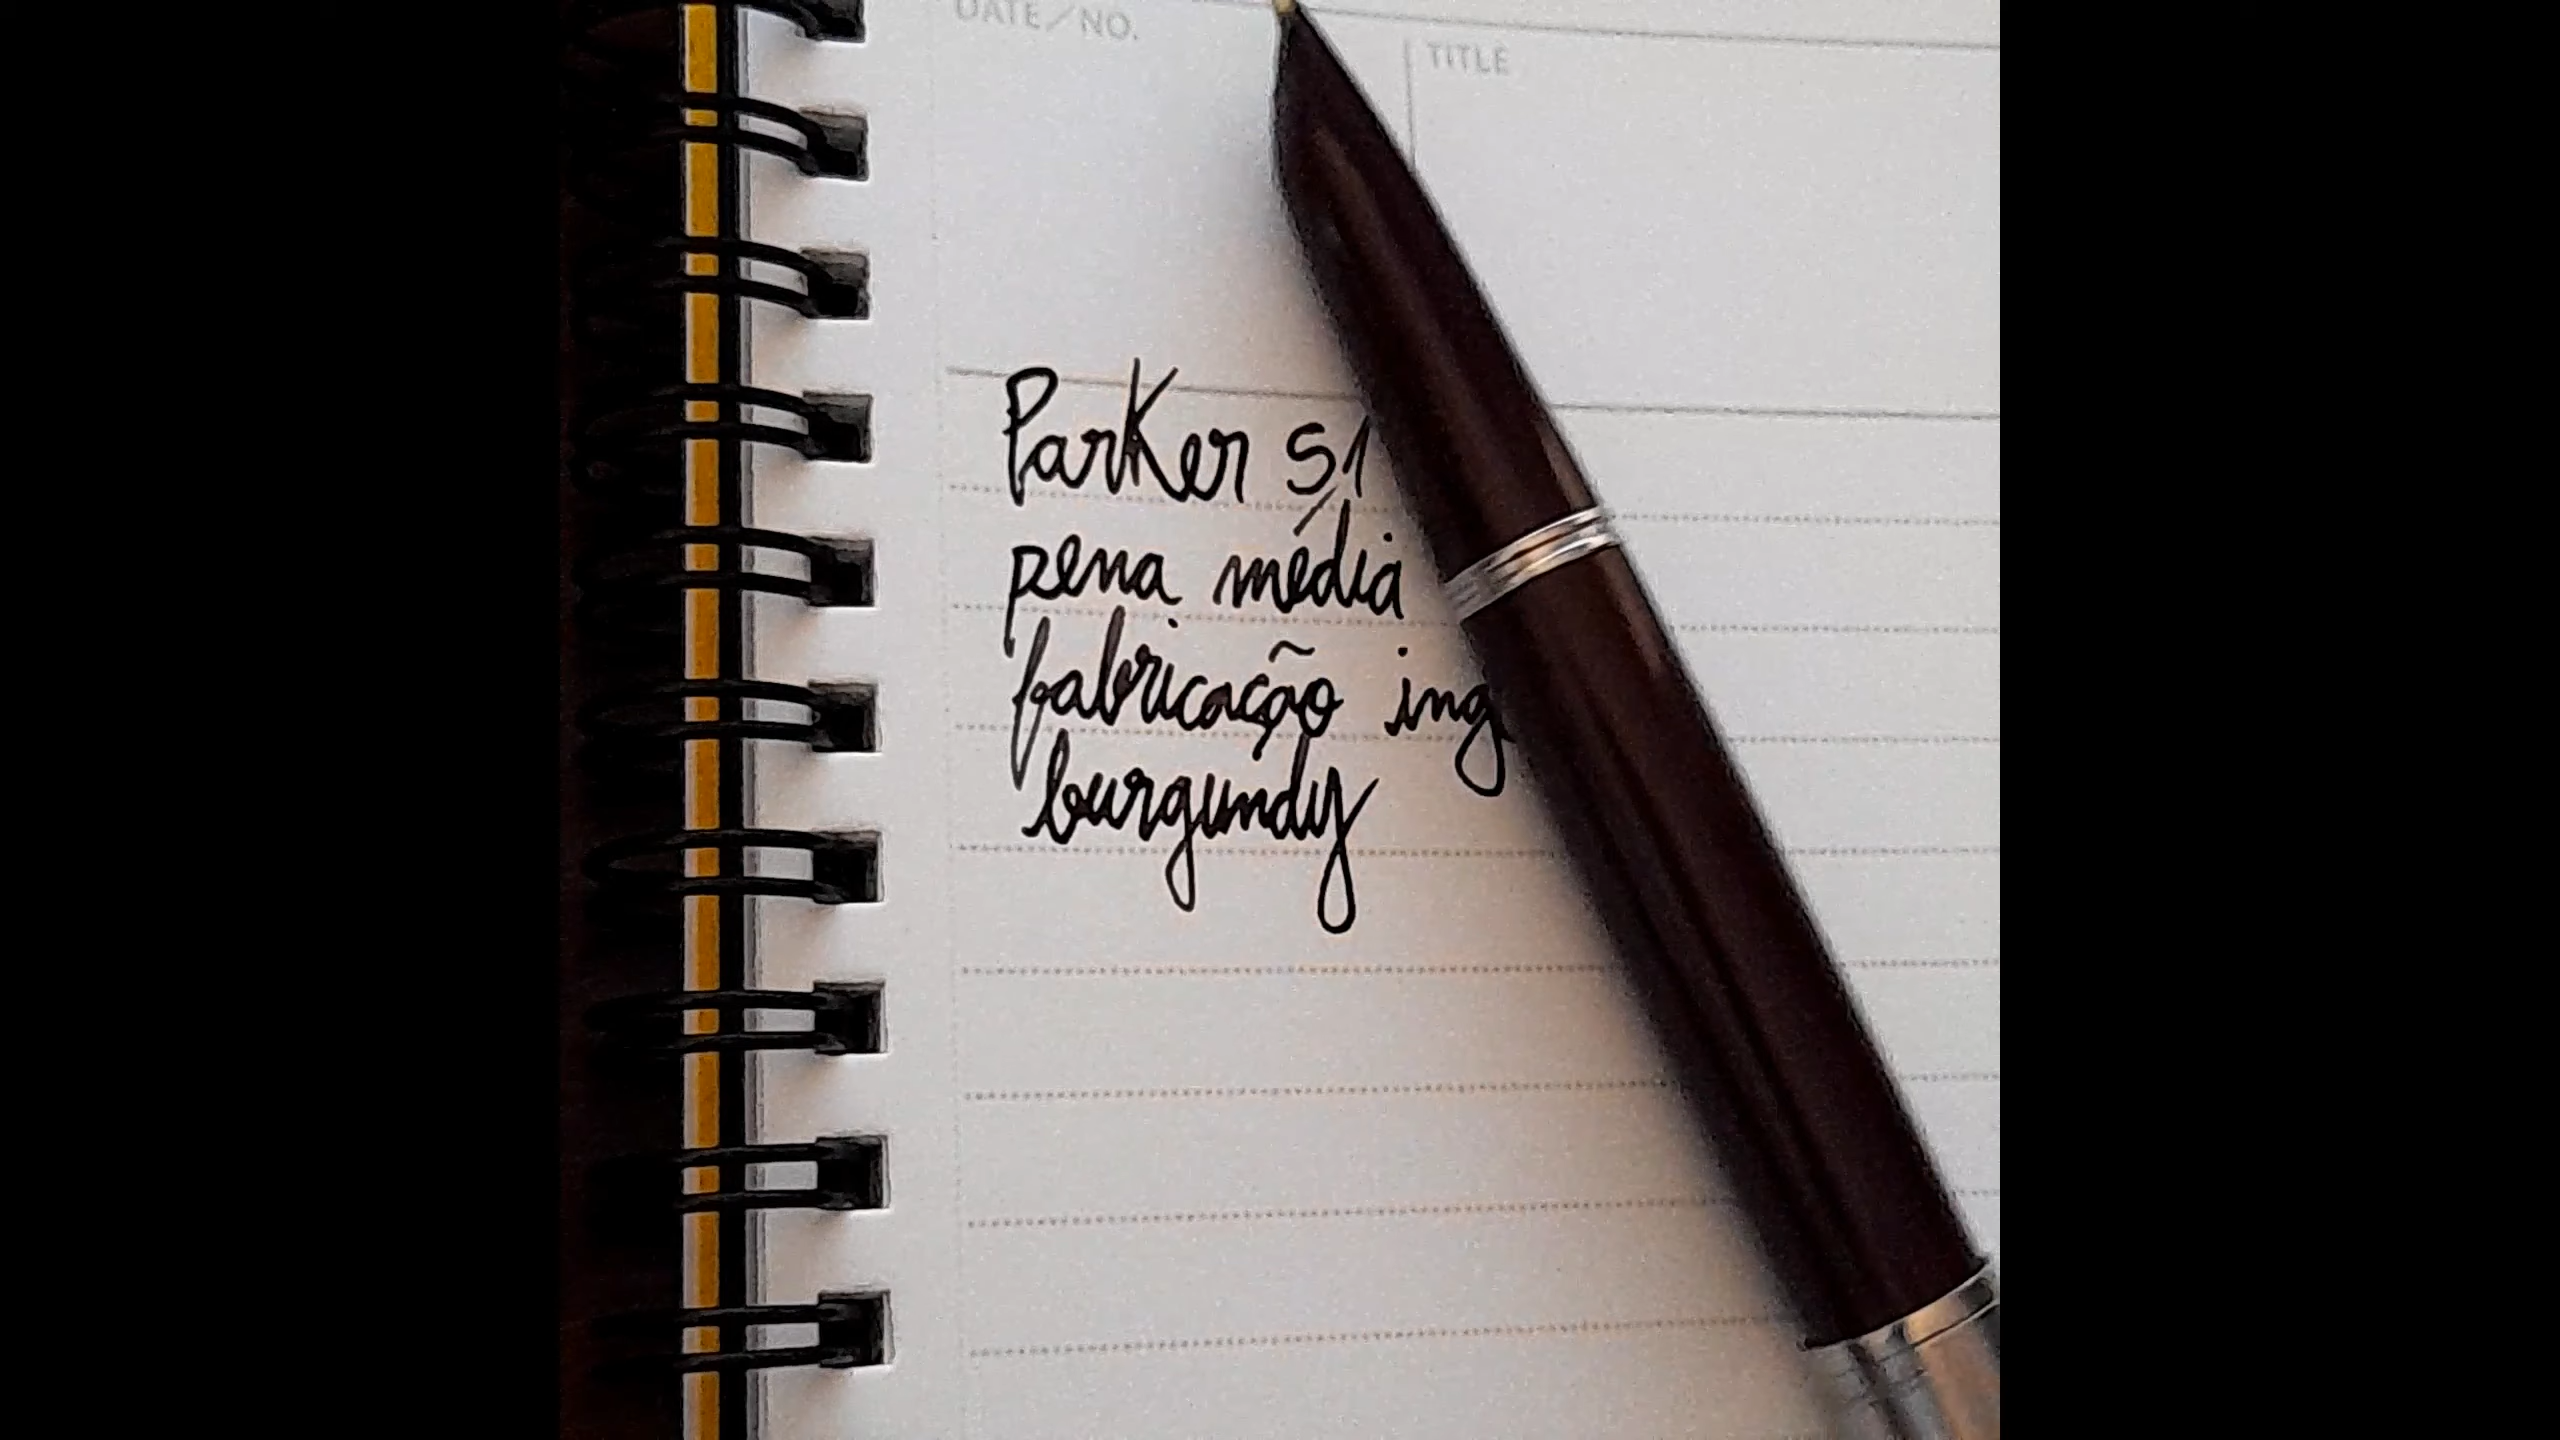 DATE/NO.
TITLE
Parker 51
pena média
fabricação ing
burgundy